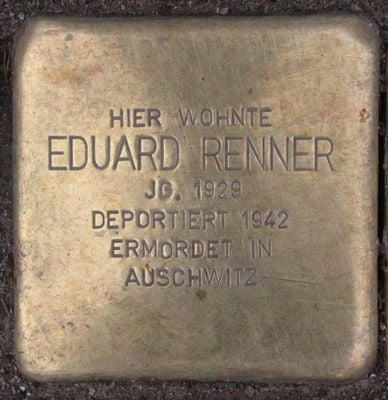 HIER WOHNTE
EDUARD RENNER
JG. 1929
DEPORTIERT 1942
ERMORDET IN
AUSCHWITZ